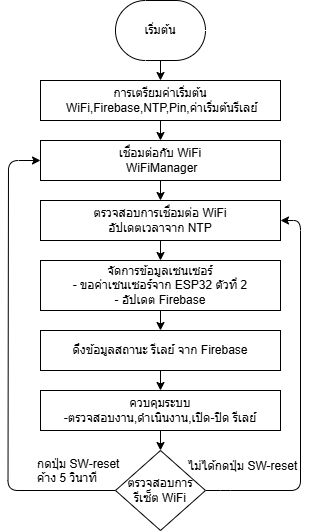 เริ่มต้น
การเตรียมค่าเริ่มต้น
WiFi,Firebase,NTP,Pin,ค่าเริ่มต้นรีเลย์
เชื่อมต่อกับ WiFi
WiFiManager
ตรวจสอบการเชื่อมต่อ WiFi
อัปเดตเวลาจาก NTP
จัดการข้อมูลเซนเซอร์
- ขอค่าเซนเซอร์จาก ESP32 ตัวที่ 2
- อัปเดต Firebase
ดึงข้อมูลสถานะ รีเลย์ จาก Firebase
ควบคุมระบบ
-ตรวจสอบงาน,ดำเนินงาน,เปิด-ปิด รีเลย์
กดปุ่ม SW-reset
ค้าง 5 วินาที
ไม่ได้กดปุ่ม SW-reset
ตรวจสอบการ
รีเซ็ต WiFi